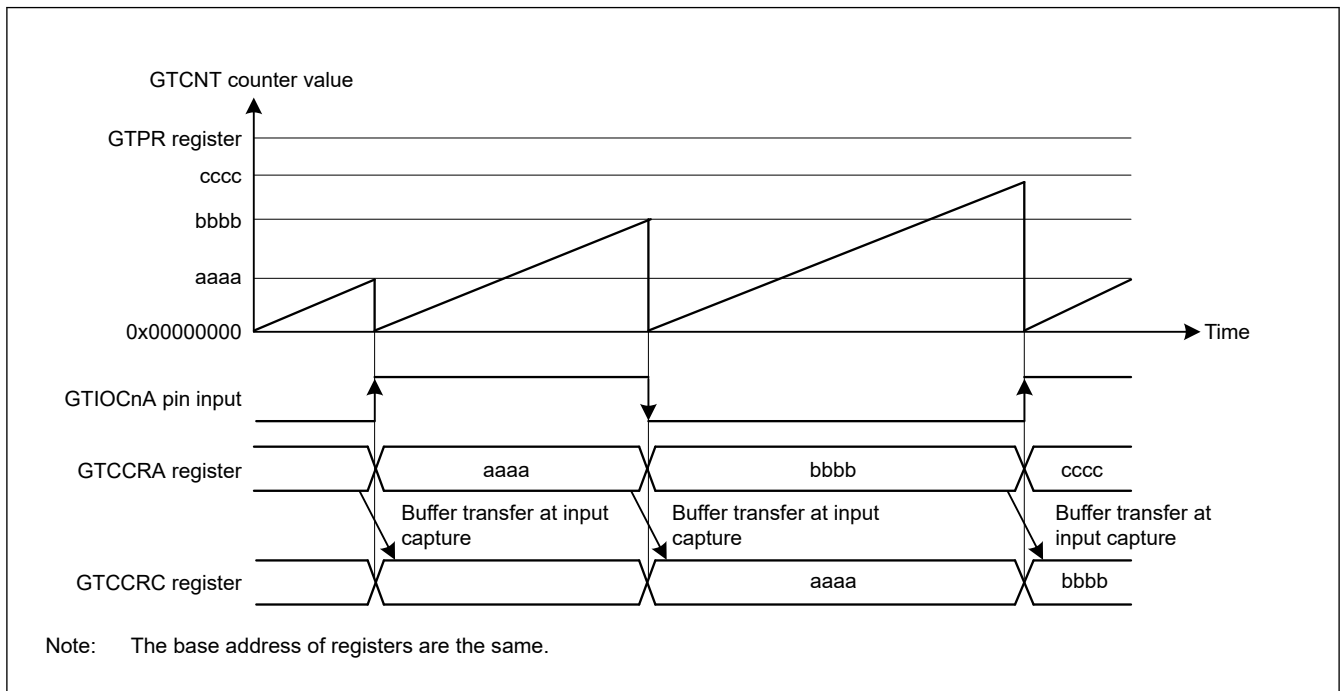 GTCNT counter value
GTPR register
cccc
bbbb
aaaa
0x00000000
Time
GTIOCnA pin input
GTCCRA register
aaaa
bbbb
cccc
Buffer transfer at input
capture
Buffer transfer at input
capture
Buffer transfer at
input capture
GTCCRC register
aaaa
bbbb
Note: The base address of registers are the same.